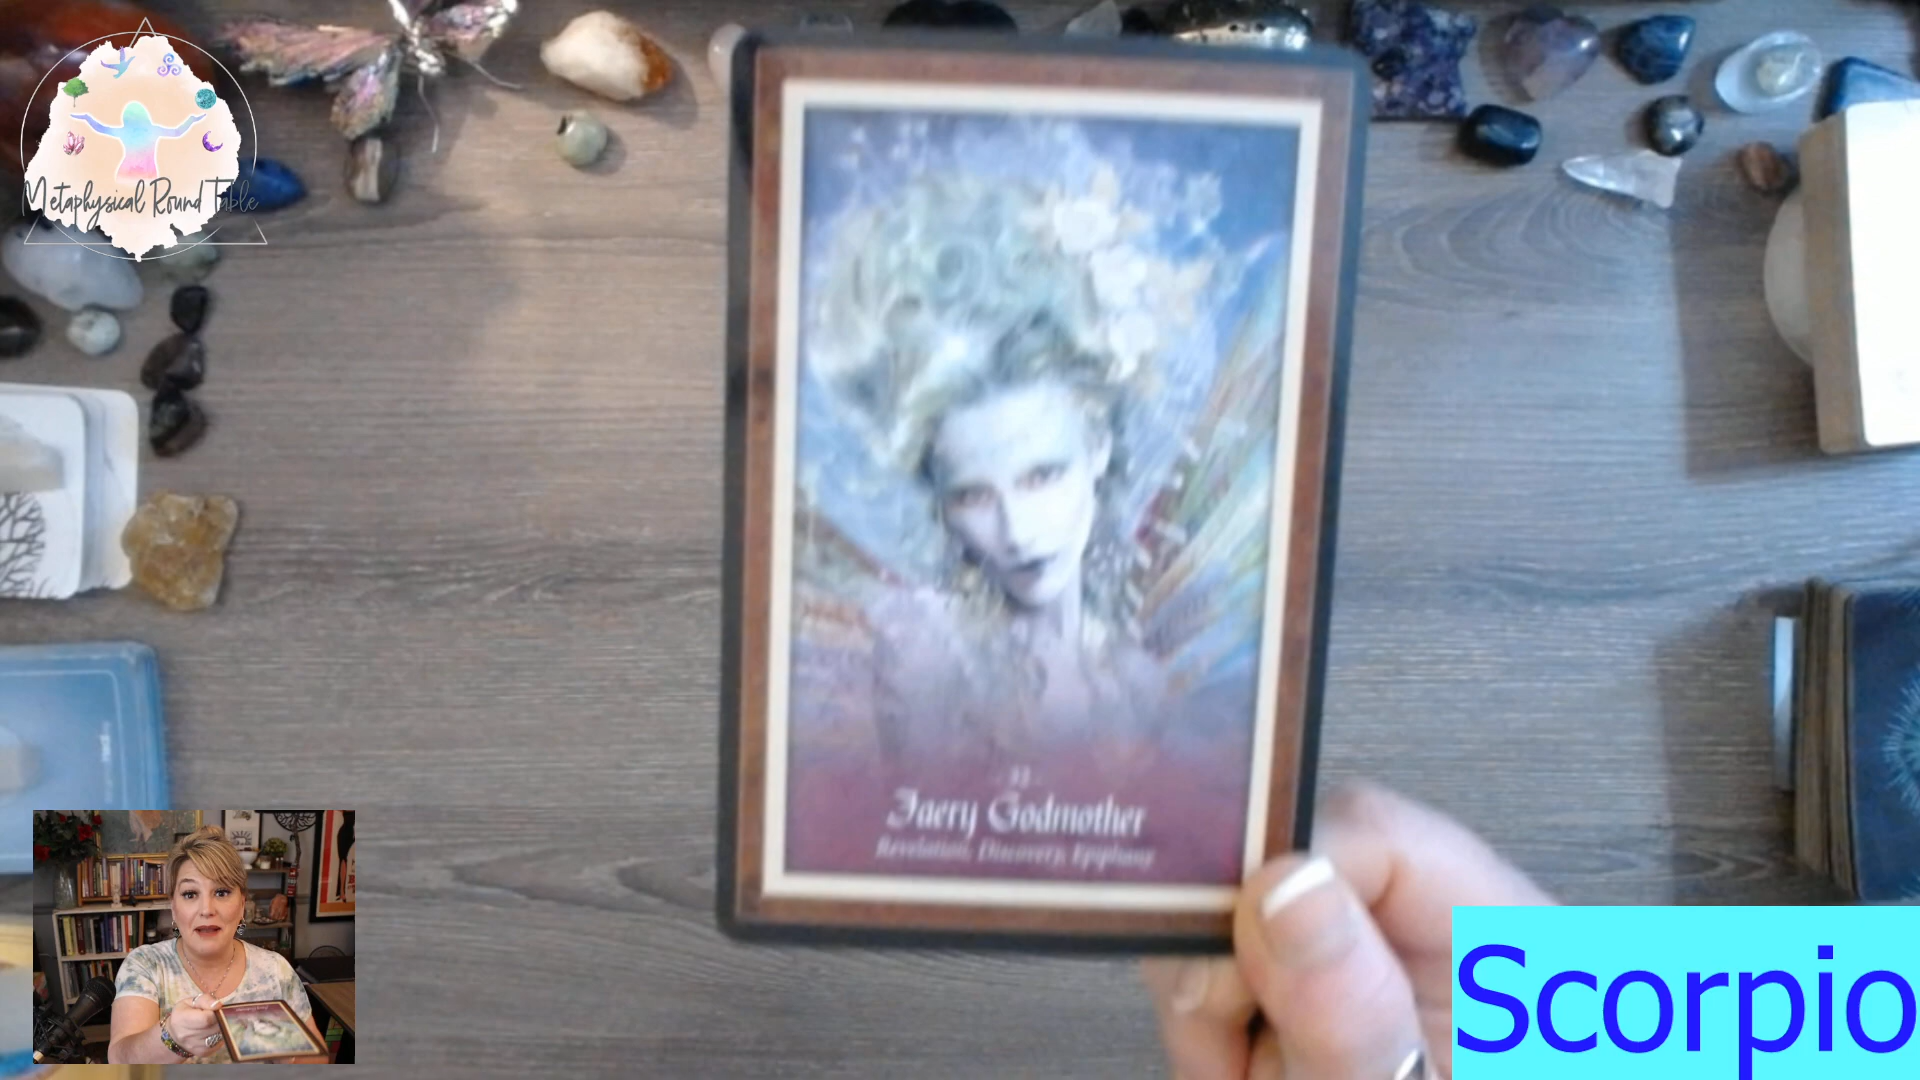 Metaphysical Round Table
Faery Godmother
Revelation, Discovery, Epiphany
Scorpio